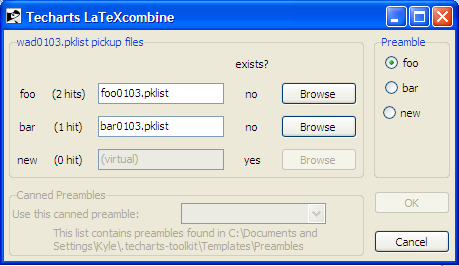 Techarts LaTeXcombine
wad0103.pklist pickup files
Preamble
exists?
foo (2 hits) foo0103.pklist no Browse
foo
bar
bar (1 hit) bar0103.pklist no Browse
new
new (0 hit) (virtual) yes Browse
Canned Preambles
Use this canned preamble:
OK
This list contains preambles found in C:\Documents and
Settings\Kyle\.techarts-toolkit\Templates\Preambles
Cancel